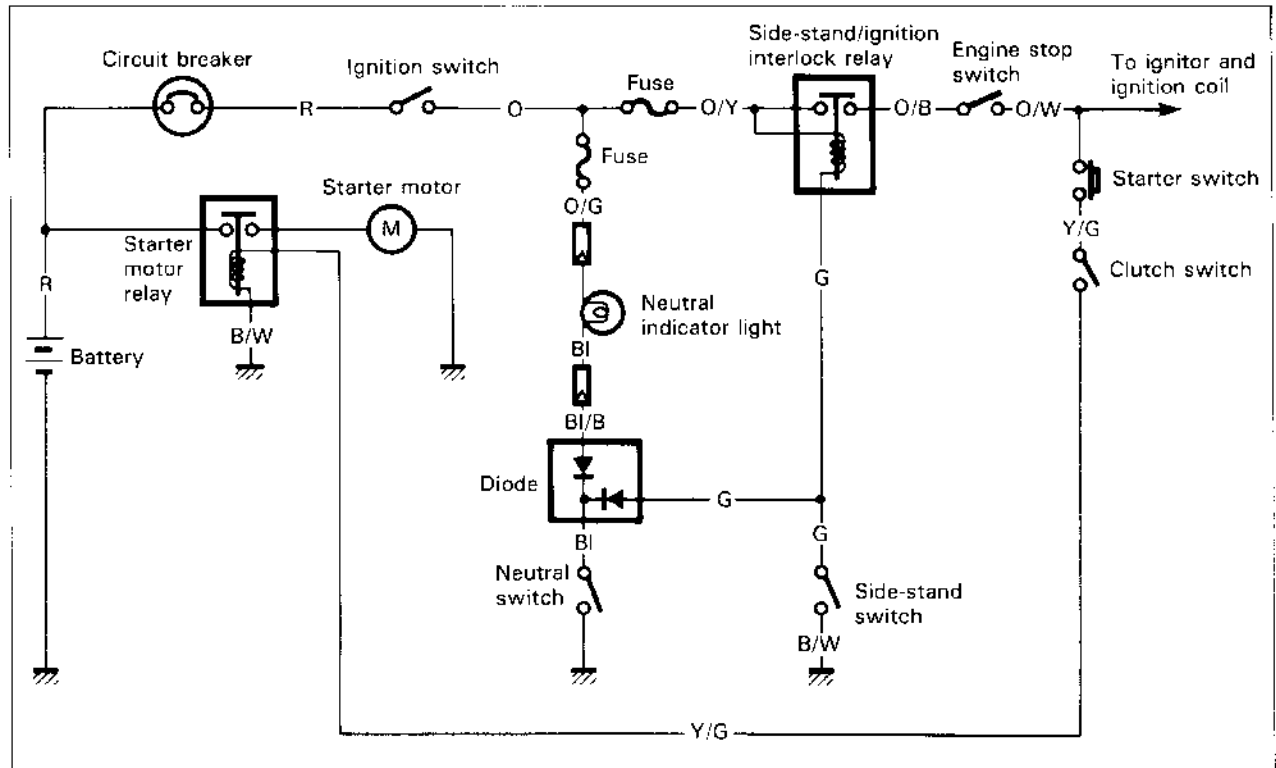 Circuit breaker
Ignition switch
Fuse
Side-stand/ignition
interlock relay
Engine stop
switch
To ignitor and
ignition coil
R
O
O/Y
O/B
O/W
Fuse
Starter switch
Starter motor
O/G
Y/G
M
Starter
motor
relay
Clutch switch
R
G
Neutral
indicator light
B/W
Battery
Bl
Bl/B
Diode
G
Bl
G
Neutral
switch
Side-stand
switch
B/W
Y/G